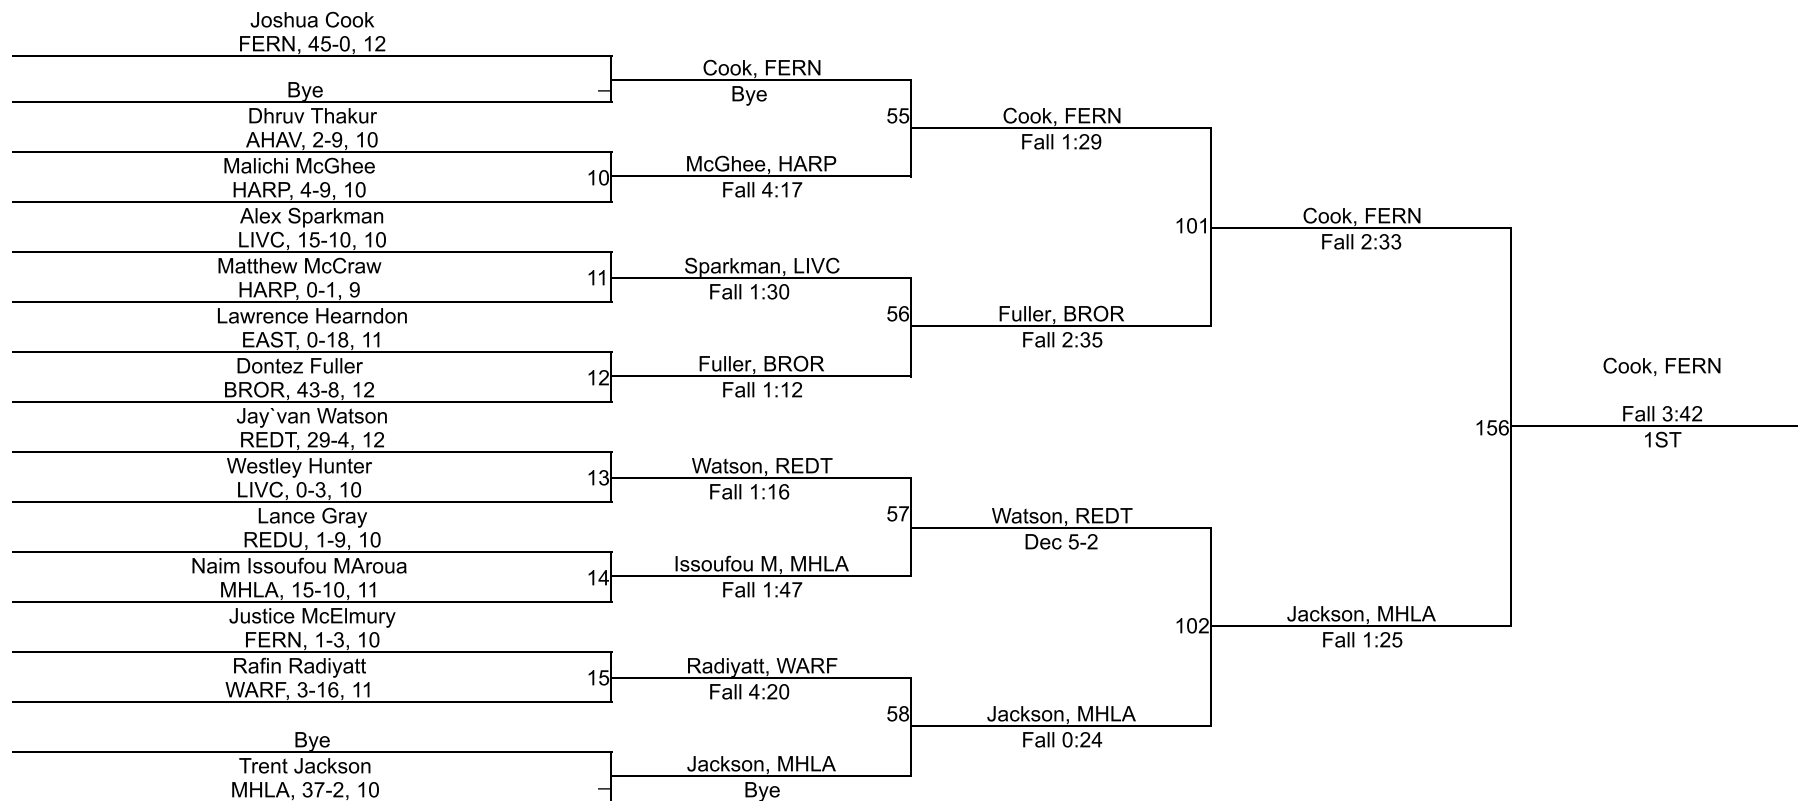 Joshua Cook
FERN, 45-0, 12
Bye
Dhruv Thakur
AHAV, 2-9, 10
Malichi McGhee
HARP, 4-9, 10
Alex Sparkman
LIVC, 15-10, 10
Matthew McCraw
HARP, 0-1, 9
Lawrence Hearndon
EAST, 0-18, 11
Dontez Fuller
BROR, 43-8, 12
Jay`van Watson
REDT, 29-4, 12
Westley Hunter
LIVC, 0-3, 10
Lance Gray
REDU, 1-9, 10
Naim Issoufou MAroua
MHLA, 15-10, 11
Justice McElmury
FERN, 1-3, 10
Rafin Radiyatt
WARF, 3-16, 11
Bye
Trent Jackson
MHLA, 37-2, 10
10
11
12
13
14
15
Cook, FERN
Bye
McGhee, HARP
Fall 4:17
Sparkman, LIVC
Fall 1:30
Fuller, BROR
Fall 1:12
Watson, REDT
Fall 1:16
Issoufou M, MHLA
Fall 1:47
Radiyatt, WARF
Fall 4:20
Jackson, MHLA
Bye
55
56
57
58
Cook, FERN
Fall 1:29
Fuller, BROR
Fall 2:35
Watson, REDT
Dec 5-2
Jackson, MHLA
Fall 0:24
101
102
Cook, FERN
Fall 2:33
Jackson, MHLA
Fall 1:25
156
Cook, FERN
Fall 3:42
1ST